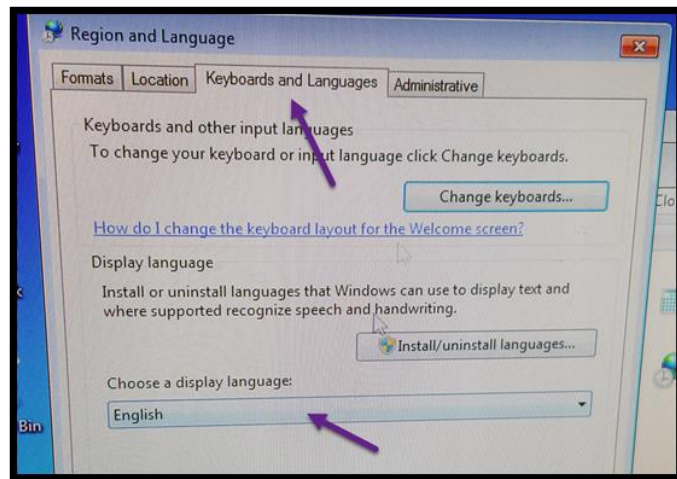 Region and Language
Formats
Location
Keyboards and Languages
Administrative
Keyboards and other input languages
To change your keyboard or input language click Change keyboards.
Change keyboards...
How do I change the keyboard layout for the Welcome screen?
Display language
Install or uninstall languages that Windows can use to display text and
where supported recognize speech and handwriting.
Install/uninstall languages...
Choose a display language:
English
Bin
Clo